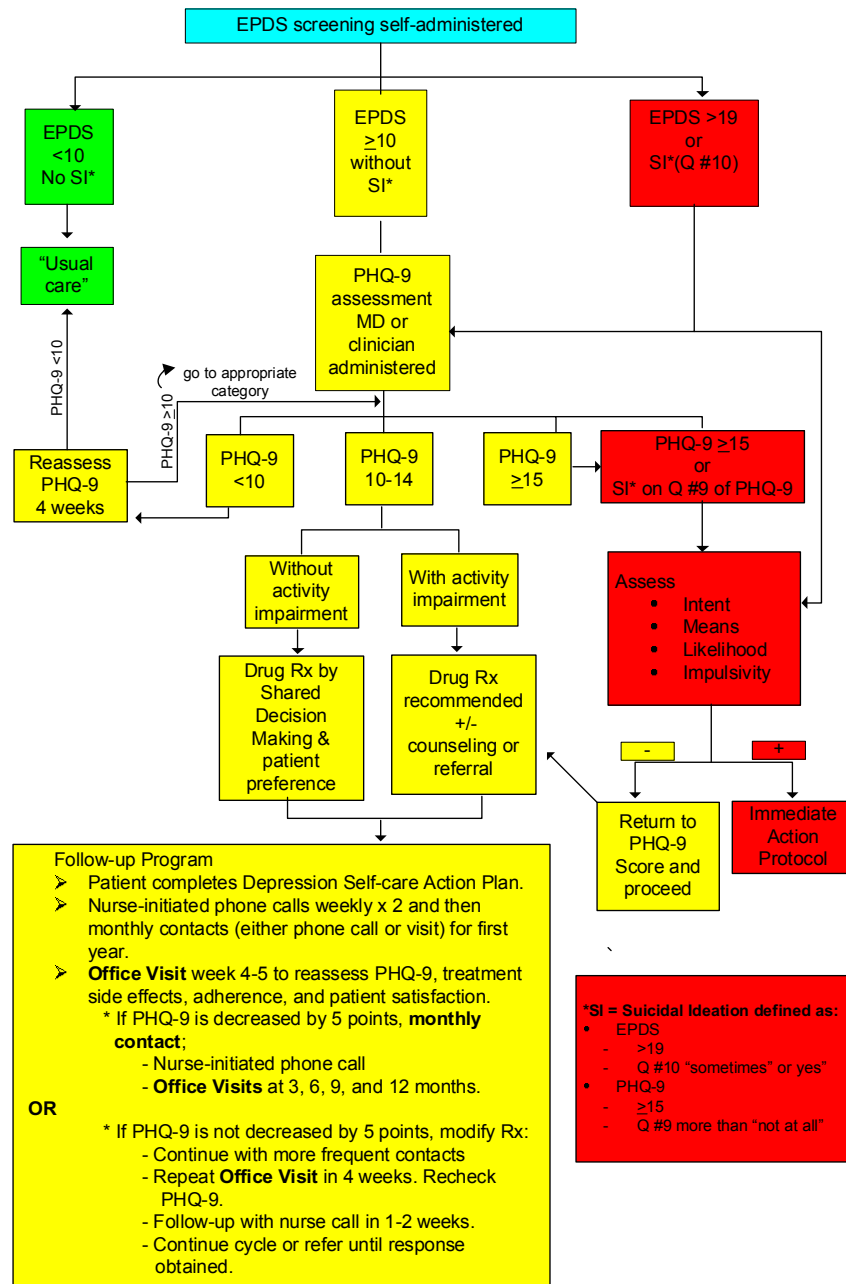 EPDS screening self-administered
EPDS
<10
No SI*
EPDS
≥10
without
SI*
EPDS >19
or
SI*(Q #10)
“Usual
care”
PHQ-9
assessment
MD or
clinician
administered
PHQ-9 <10
PHQ-9 ≥10
go to appropriate
category
Reassess
PHQ-9
4 weeks
PHQ-9
<10
PHQ-9
10-14
PHQ-9
≥15
PHQ-9 ≥15
or
SI* on Q #9 of PHQ-9
Without
activity
impairment
With activity
impairment
Assess
• Intent
• Means
• Likelihood
• Impulsivity
Drug Rx by
Shared
Decision
Making &
patient
preference
Drug Rx
recommended
+/-
counseling or
referral
-
+
Return to
PHQ-9
Score and
proceed
Immediate
Action
Protocol
Follow-up Program
➢ Patient completes Depression Self-care Action Plan.
➢ Nurse-initiated phone calls weekly x 2 and then
monthly contacts (either phone call or visit) for first
year.
➢ Office Visit week 4-5 to reassess PHQ-9, treatment
side effects, adherence, and patient satisfaction.
* If PHQ-9 is decreased by 5 points, monthly
contact;
- Nurse-initiated phone call
- Office Visits at 3, 6, 9, and 12 months.
OR
* If PHQ-9 is not decreased by 5 points, modify Rx:
- Continue with more frequent contacts
- Repeat Office Visit in 4 weeks. Recheck
PHQ-9.
- Follow-up with nurse call in 1-2 weeks.
- Continue cycle or refer until response
obtained.
`
*SI = Suicidal Ideation defined as:
• EPDS
- >19
- Q #10 “sometimes” or yes”
• PHQ-9
- ≥15
- Q #9 more than “not at all”